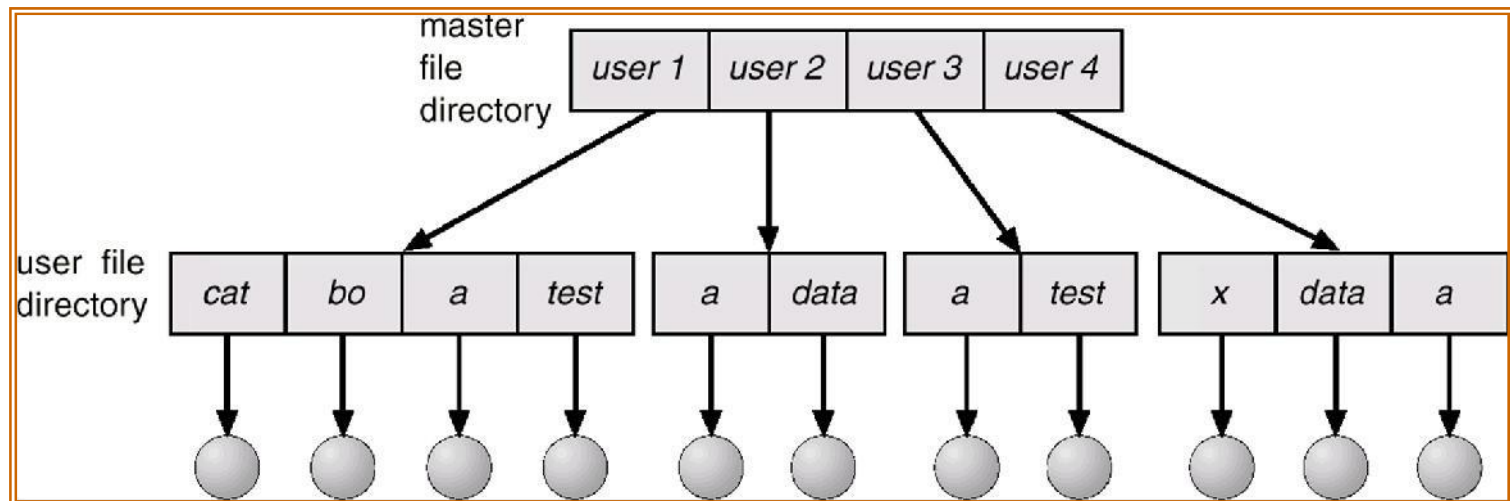 master
file
directory
user 1 user 2 user 3 user 4
user file
directory
cat bo a test a data a test x data a